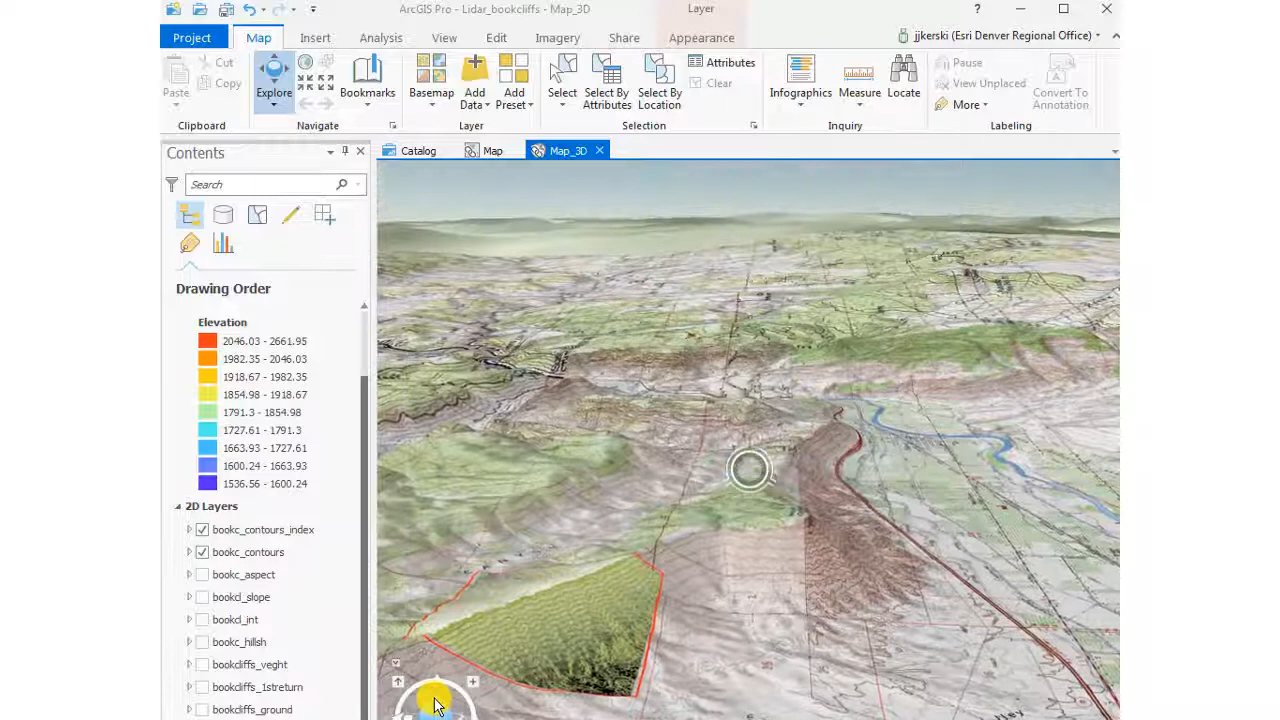 ArcGIS Pro - Lidar_bookcliffs - Map_3D
Layer
?
Project
Map
Insert
Analysis
View
Edit
Imagery
Share
Appearance
jjkerski (Esri Denver Regional Office)
Paste
Cut
Copy
Clipboard
Explore
Bookmarks
Navigate
Basemap
Add Data
Add Preset
Layer
Select
Select By Attributes
Select By Location
Attributes
Clear
Selection
Infographics
Measure
Locate
Inquiry
Pause
View Unplaced
More
Convert To Annotation
Labeling
Contents
Catalog
Map
Map_3D
Search
Drawing Order
Elevation
2046.03 - 2661.95
1982.35 - 2046.03
1918.67 - 1982.35
1854.98 - 1918.67
1791.3 - 1854.98
1727.61 - 1791.3
1663.93 - 1727.61
1600.24 - 1663.93
1536.56 - 1600.24
2D Layers
bookc_contours_index
bookc_contours
bookc_aspect
bookcl_slope
bookcl_int
bookc_hillsh
bookcliffs_veght
bookcliffs_1streturn
bookcliffs_ground